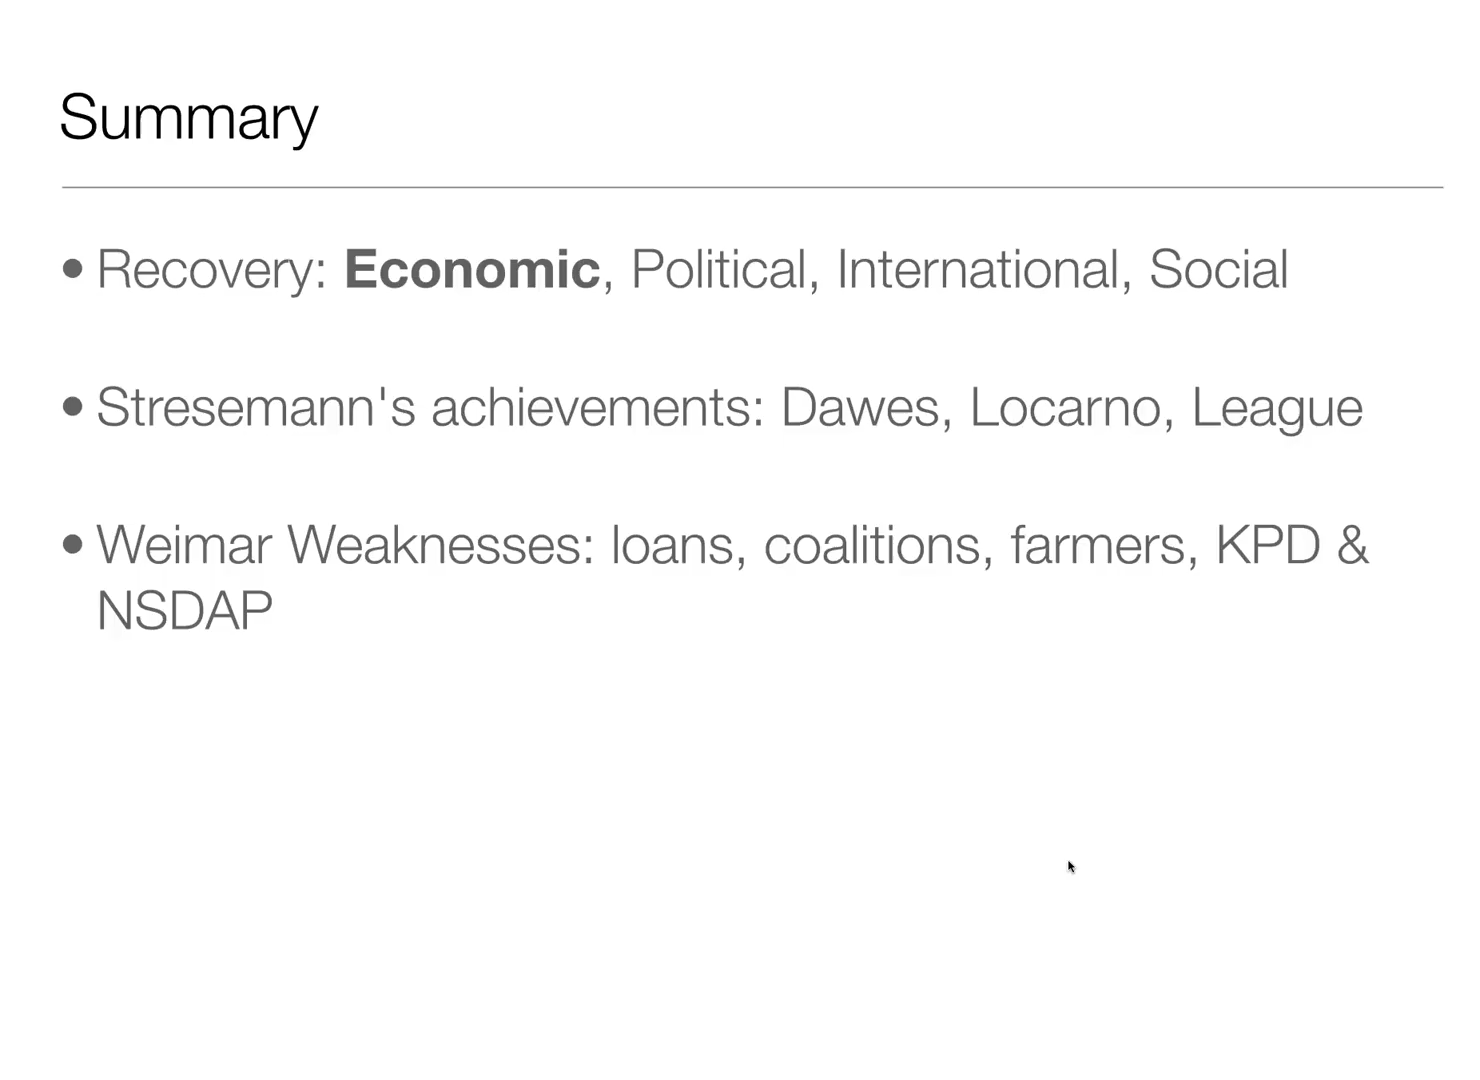 Summary
• Recovery: Economic, Political, International, Social
• Stresemann's achievements: Dawes, Locarno, League
• Weimar Weaknesses: loans, coalitions, farmers, KPD &
NSDAP